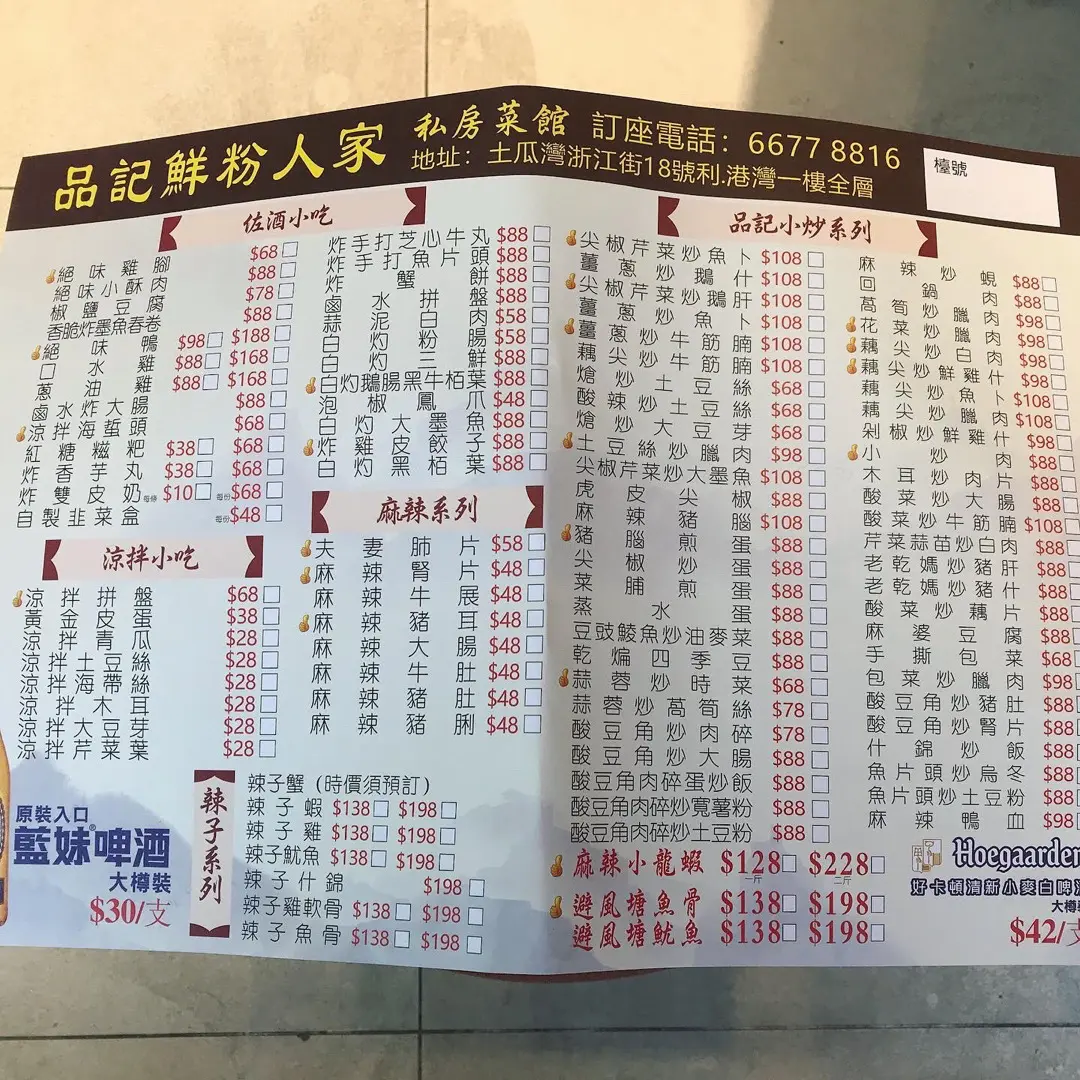 品記鮮粉人家 私房菜館 訂座電話：6677 8816
地址：土瓜灣浙江街18號利.港灣一樓全層
檯號
佐酒小吃
絕味雞腳 $68
絕味小酥肉 $88
椒鹽豆腐 $78
香脆炸墨魚春卷 $88
絕味鴨 $98 $188
口水雞 $88 $168
蔥油雞 $88 $168
鹵水炸大腸 $88
涼拌海蜇頭 $68
紅糖糍粑 $38 $68
炸香芋丸 $38 $68
炸雙皮奶 每條 $10 每份 $68
自製韭菜盒 每份 $48
炸手打芝心牛丸 $88
炸手打魚片頭 $88
炸蟹餅 $88
鹵水拼盤 $88
蒜泥白肉 $58
白灼粉腸 $58
白灼三鮮 $88
白灼鵝腸黑牛栢葉 $88
泡椒鳳爪 $48
白灼大墨魚 $88
炸雞皮餃子 $88
白灼黑栢葉 $88
涼拌小吃
涼拌拼盤 $68
黃金皮蛋 $38
涼拌青瓜 $28
涼拌土豆絲 $28
涼拌海帶絲 $28
涼拌木耳 $28
涼拌大豆芽 $28
涼拌芹菜葉 $28
麻辣系列
夫妻肺片 $58
麻辣腎片 $48
麻辣牛展 $48
麻辣豬耳 $48
麻辣大腸 $48
麻辣牛肚 $48
麻辣豬肚 $48
麻辣豬脷 $48
辣子系列
辣子蟹（時價須預訂）
辣子蝦 $138 $198
辣子雞 $138 $198
辣子魷魚 $138 $198
辣子什錦 $198
辣子雞軟骨 $138 $198
辣子魚骨 $138 $198
原裝入口
藍妹®啤酒
大樽裝
$30/支
品記小炒系列
尖椒芹菜炒魚卜 $108
薑蔥炒鵝什 $108
尖椒芹菜炒鵝肝 $108
薑蔥炒魚卜 $108
薑蔥炒牛筋腩 $108
藕尖炒牛筋腩 $108
熗炒土豆絲 $68
酸辣炒土豆絲 $68
熗炒大豆芽 $68
土豆絲炒臘肉 $98
尖椒芹菜炒大墨魚 $108
虎皮尖椒 $88
麻辣豬腦 $108
豬腦煎蛋 $88
尖椒炒蛋 $88
菜脯煎蛋 $88
蒸水蛋 $88
豆豉鯪魚炒油麥菜 $88
乾煸四季豆 $88
蒜蓉炒時菜 $68
蒜蓉炒萵筍絲 $78
酸豆角炒肉碎 $78
酸豆角炒大腸 $88
酸豆角肉碎蛋炒飯 $88
酸豆角肉碎炒寬薯粉 $88
酸豆角肉碎炒土豆粉 $88
麻辣小龍蝦 $128 一斤 $228 二斤
避風塘魚骨 $138 $198
避風塘魷魚 $138 $198
麻辣炒蜆 $88
回鍋肉 $88
萵筍炒臘肉 $98
花菜炒臘肉 $98
藕尖炒白肉 $98
藕尖炒鮮雞什 $98
藕尖炒魚卜 $108
藕尖炒臘肉 $108
剁椒炒鮮雞什 $98
小炒肉 $88
木耳炒肉片 $88
酸菜炒大腸 $88
酸菜炒牛筋腩 $108
芹菜蒜苗炒白肉 $88
老乾媽炒豬肝 $88
老乾媽炒豬什 $88
酸菜炒藕片 $88
麻婆豆腐 $88
手撕包菜 $68
包菜炒臘肉 $98
酸豆角炒豬肚 $88
酸豆角炒腎片 $88
什錦炒飯 $88
魚片頭炒烏冬 $88
魚片頭炒土豆粉 $88
麻辣鴨血 $98
Hoegaarden
好卡頓清新小麥白啤酒
大樽裝
$42/支